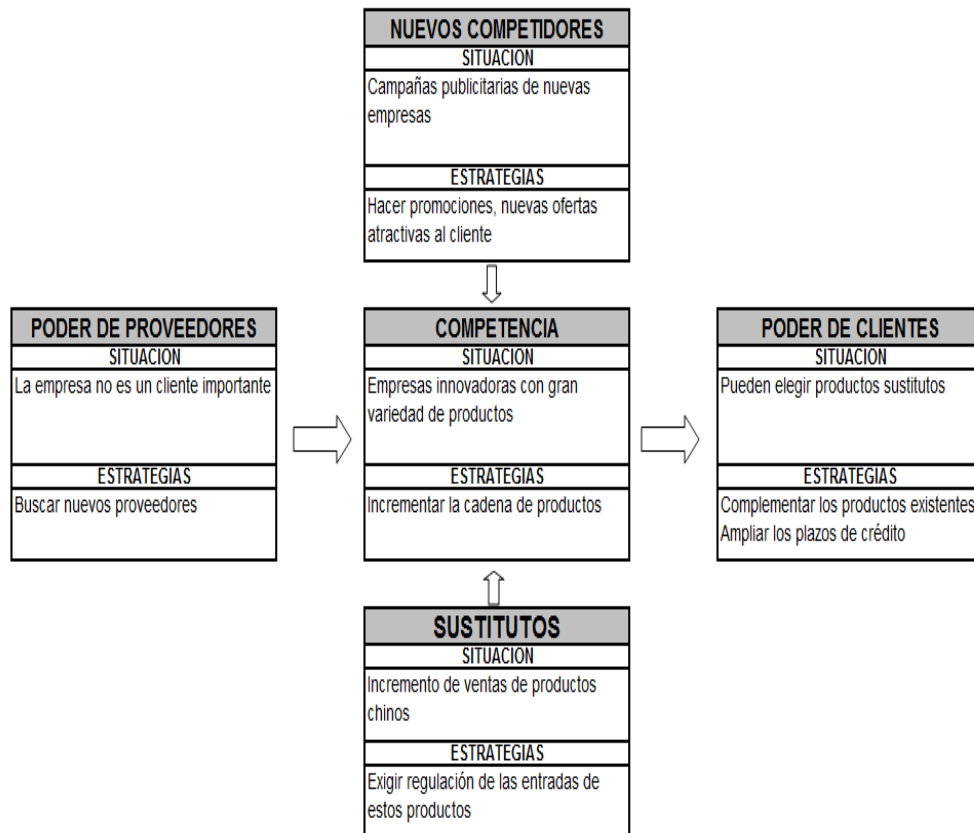 NUEVOS COMPETIDORES
SITUACION
Campañas publicitarias de nuevas
empresas
ESTRATEGIAS
Hacer promociones, nuevas ofertas
atractivas al cliente
PODER DE PROVEEDORES
SITUACION
La empresa no es un cliente importante
ESTRATEGIAS
Buscar nuevos proveedores
COMPETENCIA
SITUACION
Empresas innovadoras con gran
variedad de productos
ESTRATEGIAS
Incrementar la cadena de productos
PODER DE CLIENTES
SITUACION
Pueden elegir productos sustitutos
ESTRATEGIAS
Complementar los productos existentes
Ampliar los plazos de crédito
SUSTITUTOS
SITUACION
Incremento de ventas de productos
chinos
ESTRATEGIAS
Exigir regulación de las entradas de
estos productos